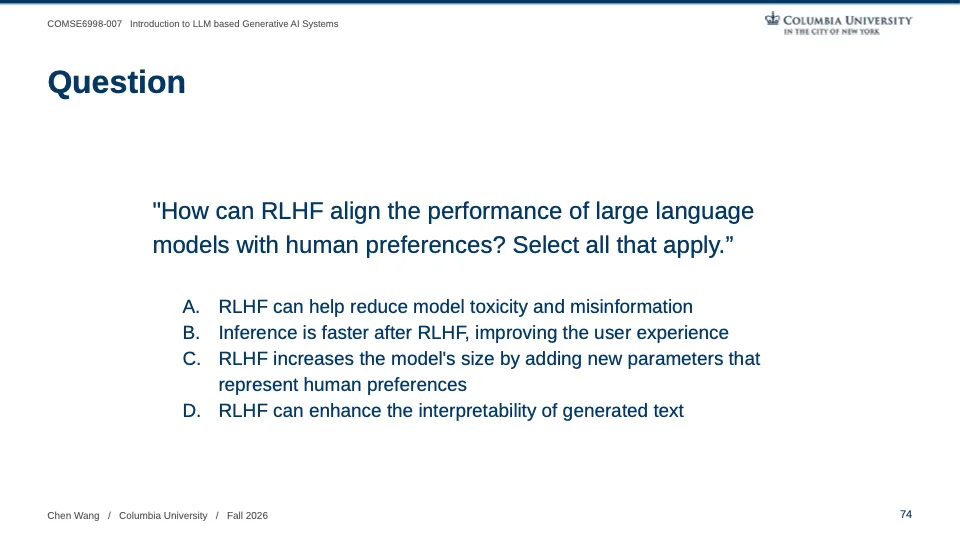 COMSE6998-007 Introduction to LLM based Generative AI Systems
COLUMBIA UNIVERSITY
IN THE CITY OF NEW YORK
Question
"How can RLHF align the performance of large language
models with human preferences? Select all that apply.”
A. RLHF can help reduce model toxicity and misinformation
B. Inference is faster after RLHF, improving the user experience
C. RLHF increases the model's size by adding new parameters that
represent human preferences
D. RLHF can enhance the interpretability of generated text
Chen Wang / Columbia University / Fall 2026
74